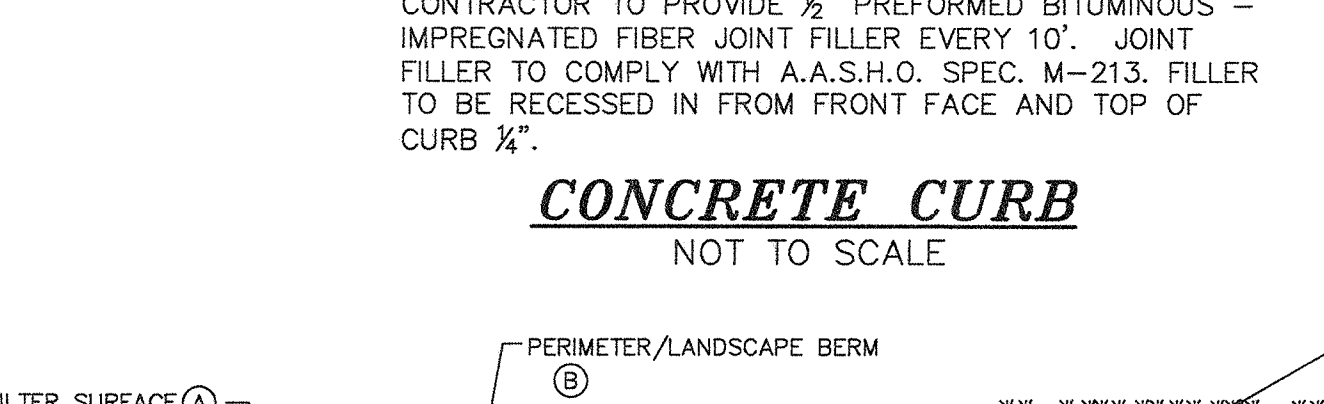 CONTRACTOR TO PROVIDE ½" PREFORMED BITUMINOUS –
IMPREGNATED FIBER JOINT FILLER EVERY 10'. JOINT
FILLER TO COMPLY WITH A.A.S.H.O. SPEC. M–213. FILLER
TO BE RECESSED IN FROM FRONT FACE AND TOP OF
CURB ¼".
CONCRETE CURB
NOT TO SCALE
PERIMETER/LANDSCAPE BERM
B
SURFACE A